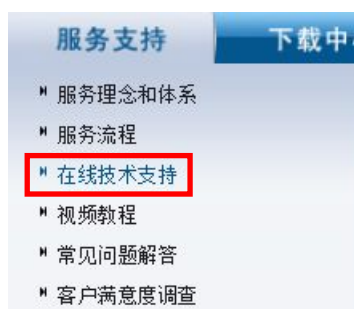 服务支持 下载中
服务理念和体系
服务流程
在线技术支持
视频教程
常见问题解答
客户满意度调查